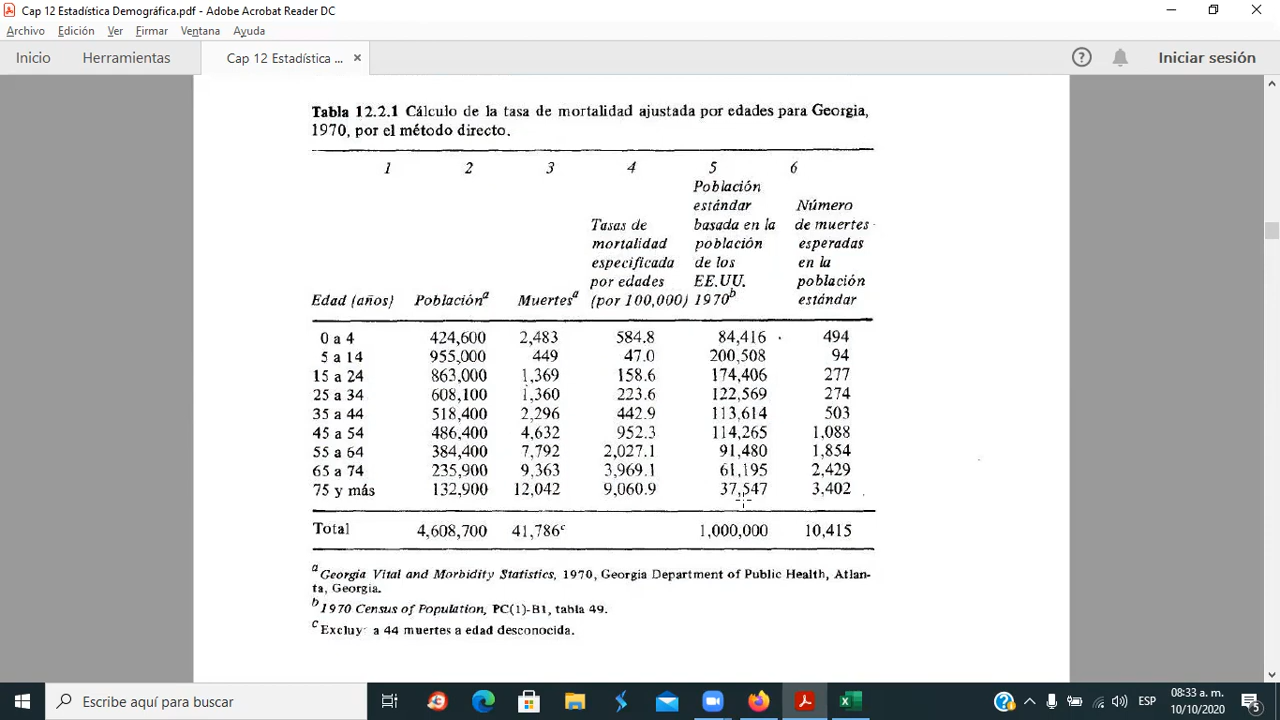 Cap 12 Estadística Demográfica.pdf - Adobe Acrobat Reader DC
Archivo Edición Ver Firmar Ventana Ayuda
Inicio Herramientas Cap 12 Estadística ... × Iniciar sesión
Tabla 12.2.1 Cálculo de la tasa de mortalidad ajustada por edades para Georgia,
1970, por el método directo.
1 2 3 4 5 6
Población
estándar Número
Tasas de basada en la de muertes
mortalidad población esperadas
especificada de los en la
por edades EE.UU. población
Edad (años) Poblaciónª Muertesª (por 100,000) 1970b estándar
0 a 4 424,600 2,483 584.8 84,416 494
5 a 14 955,000 449 47.0 200,508 94
15 a 24 863,000 1,369 158.6 174,406 277
25 a 34 608,100 1,360 223.6 122,569 274
35 a 44 518,400 2,296 442.9 113,614 503
45 a 54 486,400 4,632 952.3 114,265 1,088
55 a 64 384,400 7,792 2,027.1 91,480 1,854
65 a 74 235,900 9,363 3,969.1 61,195 2,429
75 y más 132,900 12,042 9,060.9 37,547 3,402
Total 4,608,700 41,786c 1,000,000 10,415
a Georgia Vital and Morbidity Statistics, 1970, Georgia Department of Public Health, Atlan-
ta, Georgia.
b 1970 Census of Population, PC(1)-B1, tabla 49.
c Excluy a 44 muertes a edad desconocida.
Escribe aquí para buscar
ESP
08:33 a. m.
10/10/2020
5